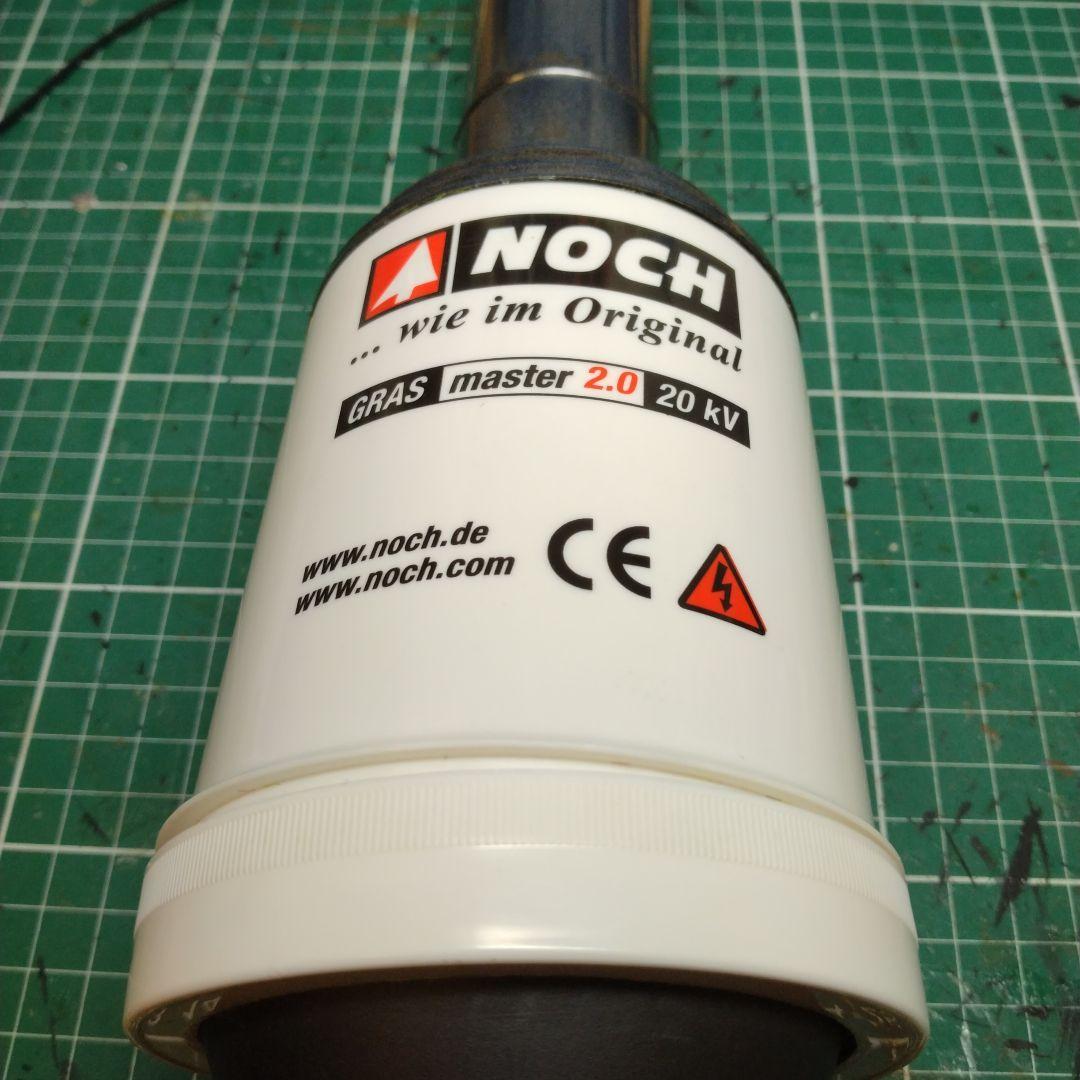 NOCH
... wie im Original
GRAS master 2.0 20 kV
www.noch.de
www.noch.com
CE